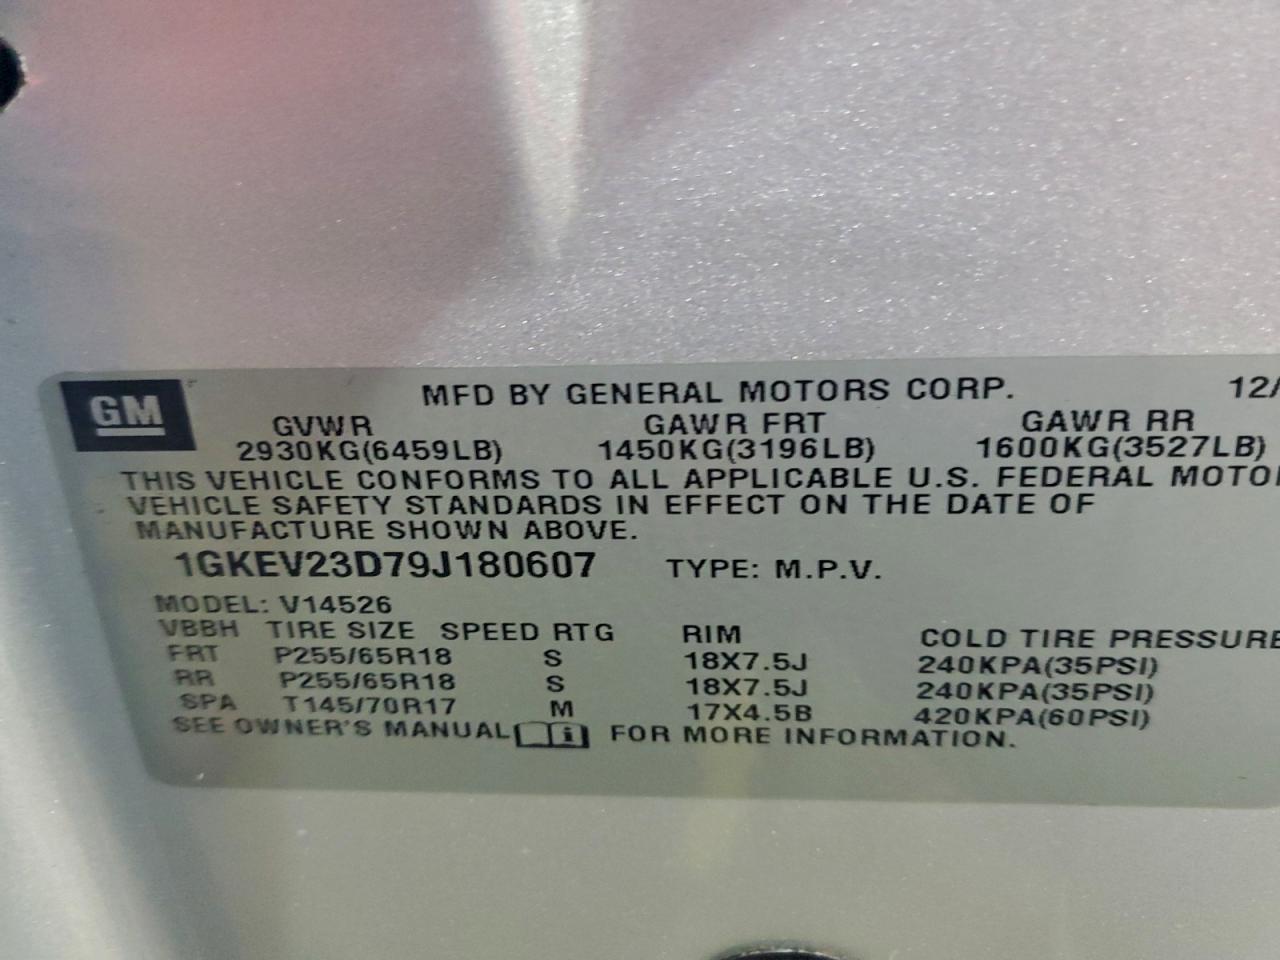 GM MFD BY GENERAL MOTORS CORP. 12/
GVWR GAWR FRT GAWR RR
2930KG(6459LB) 1450KG(3196LB) 1600KG(3527LB)
THIS VEHICLE CONFORMS TO ALL APPLICABLE U.S. FEDERAL MOTO
VEHICLE SAFETY STANDARDS IN EFFECT ON THE DATE OF
MANUFACTURE SHOWN ABOVE.
1GKEV23D79J180607 TYPE: M.P.V.
MODEL: V14526
VBBH TIRE SIZE SPEED RTG RIM COLD TIRE PRESSURE
FRT P255/65R18 S 18X7.5J 240KPA(35PSI)
RR P255/65R18 S 18X7.5J 240KPA(35PSI)
SPA T145/70R17 M 17X4.5B 420KPA(60PSI)
SEE OWNER'S MANUAL i FOR MORE INFORMATION.